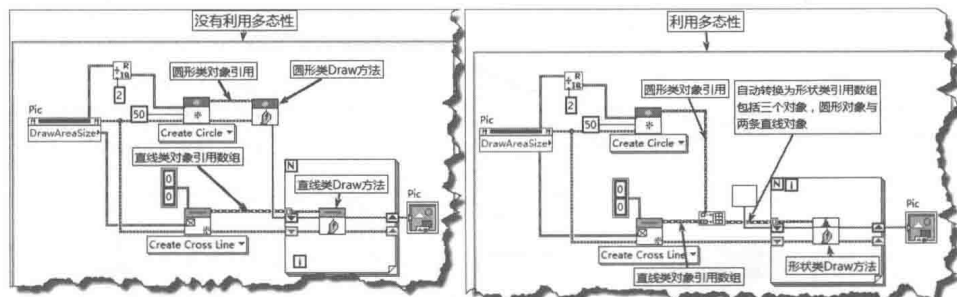 没有利用多态性
圆形类对象引用
圆形类Draw方法
Pic
DrawAreaSize
R
IQ
2
50
Create Circle
直线类对象引用数组
0
0
直线类Draw方法
N
i
Create Cross Line
Pic
利用多态性
圆形类对象引用
自动转换为形状类引用数组
包括三个对象，圆形对象与
两条直线对象
Pic
DrawAreaSize
R
IQ
2
50
Create Circle
0
0
N
i
Create Cross Line
Pic
直线类对象引用数组
形状类Draw方法